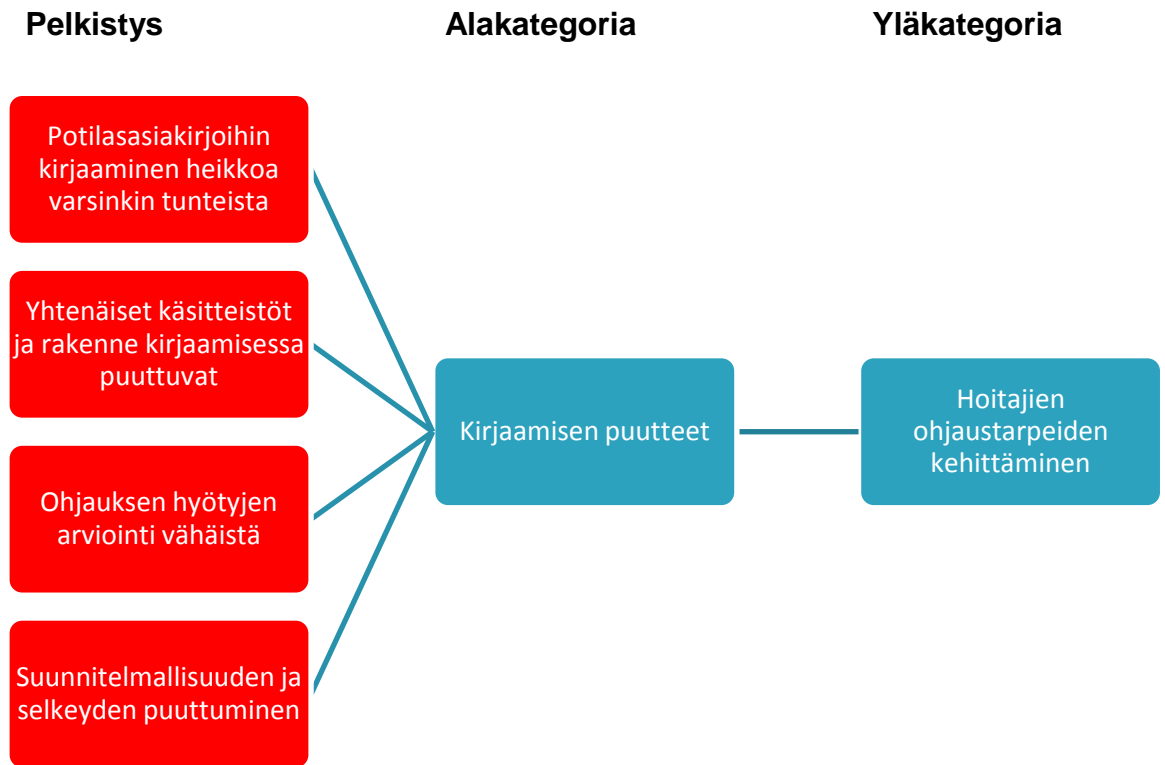 Pelkistys
Alakategoria
Yläkategoria
Potilasasiakirjoihin
kirjaaminen heikkoa
varsinkin tunteista
Yhtenäiset käsitteistöt
ja rakenne kirjaamisessa
puuttuvat
Ohjauksen hyötyjen
arviointi vähäistä
Suunnitelmallisuuden ja
selkeyden puuttuminen
Kirjaamisen puutteet
Hoitajien
ohjaustarpeiden
kehittäminen